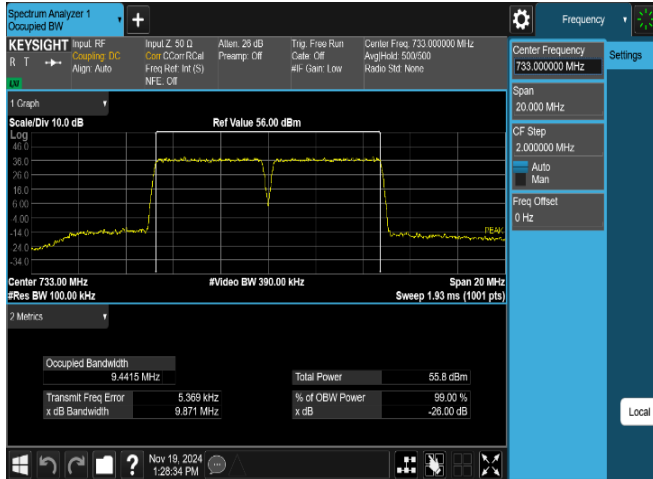 Spectrum Analyzer 1
Occupied BW
Frequency
KEYSIGHT
R T
LXI
Input: RF
Coupling: DC
Align: Auto
Input Z: 50 Ω
Corr CCorr RCal
Freq Ref: Int (S)
NFE: Off
Atten: 26 dB
Preamp: Off
Trig: Free Run
Gate: Off
#IF Gain: Low
Center Freq: 733.000000 MHz
Avg|Hold: 500/500
Radio Std: None
Center Frequency
733.000000 MHz
Settings
Span
20.000 MHz
CF Step
2.000000 MHz
Auto
Man
Freq Offset
0 Hz
Local
1 Graph
Scale/Div 10.0 dB
Ref Value 56.00 dBm
Log
46.0
36.0
26.0
16.0
6.00
4.00
-14.0
-24.0
-34.0
PEAK
Center 733.00 MHz
#Video BW 390.00 kHz
Span 20 MHz
#Res BW 100.00 kHz
Sweep 1.93 ms (1001 pts)
2 Metrics
Occupied Bandwidth
9.4415 MHz
Total Power
55.8 dBm
Transmit Freq Error
5.369 kHz
% of OBW Power
99.00 %
x dB Bandwidth
9.871 MHz
x dB
-26.00 dB
?
Nov 19, 2024
1:28:34 PM